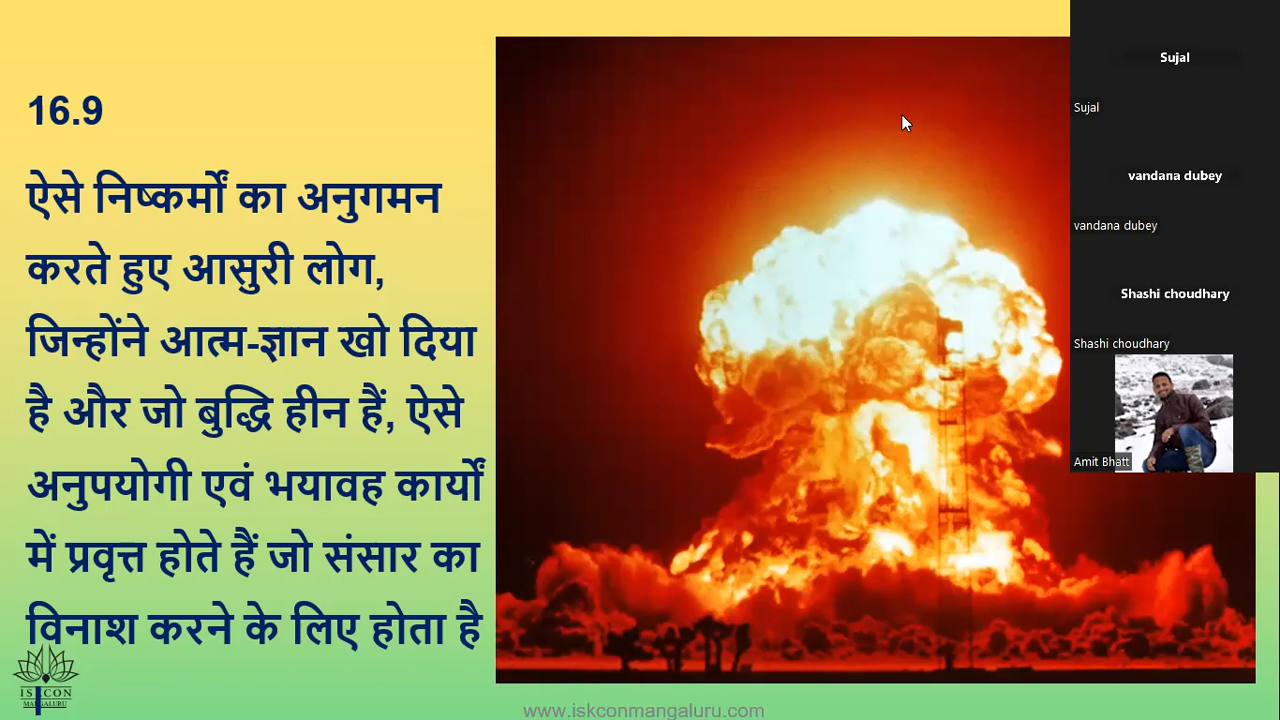 16.9
ऐसे निष्कर्मों का अनुगमन
करते हुए आसुरी लोग,
जिन्होंने आत्म-ज्ञान खो दिया
है और जो बुद्धि हीन हैं, ऐसे
अनुपयोगी एवं भयावह कार्यों
में प्रवृत्त होते हैं जो संसार का
विनाश करने के लिए होता है
ISKCON
MANGALURU
www.iskconmangaluru.com
Sujal
Sujal
vandana dubey
vandana dubey
Shashi choudhary
Shashi choudhary
Amit Bhatt